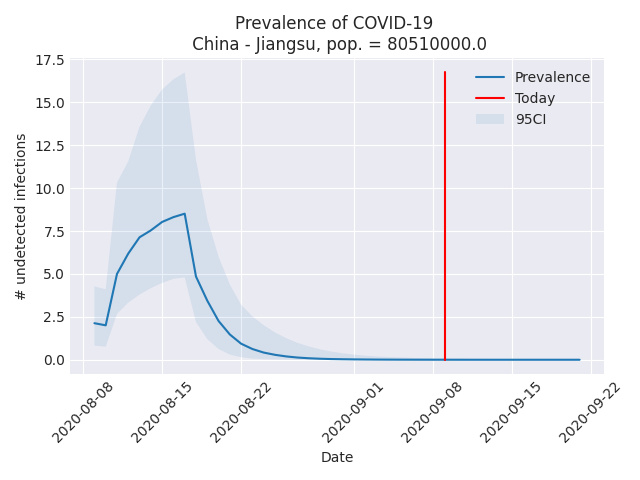 Prevalence of COVID-19
China - Jiangsu, pop. = 80510000.0
17.5
15.0
12.5
10.0
7.5
5.0
2.5
0.0
# undetected infections
Prevalence
Today
95CI
2020-08-08
2020-08-15
2020-08-22
2020-09-01
2020-09-08
2020-09-15
2020-09-22
Date